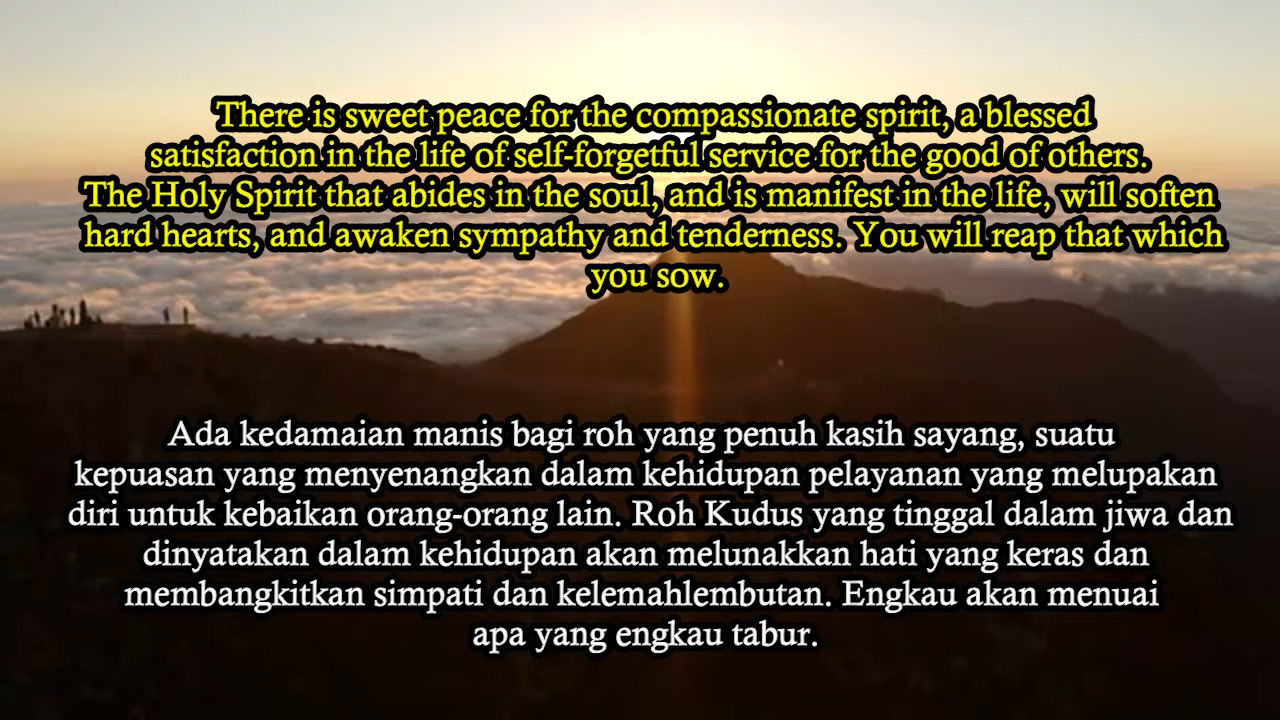 There is sweet peace for the compassionate spirit, a blessed
satisfaction in the life of self-forgetful service for the good of others.
The Holy Spirit that abides in the soul, and is manifest in the life, will soften
hard hearts, and awaken sympathy and tenderness. You will reap that which
you sow.
Ada kedamaian manis bagi roh yang penuh kasih sayang, suatu
kepuasan yang menyenangkan dalam kehidupan pelayanan yang melupakan
diri untuk kebaikan orang-orang lain. Roh Kudus yang tinggal dalam jiwa dan
dinyatakan dalam kehidupan akan melunakkan hati yang keras dan
membangkitkan simpati dan kelemahlembutan. Engkau akan menuai
apa yang engkau tabur.